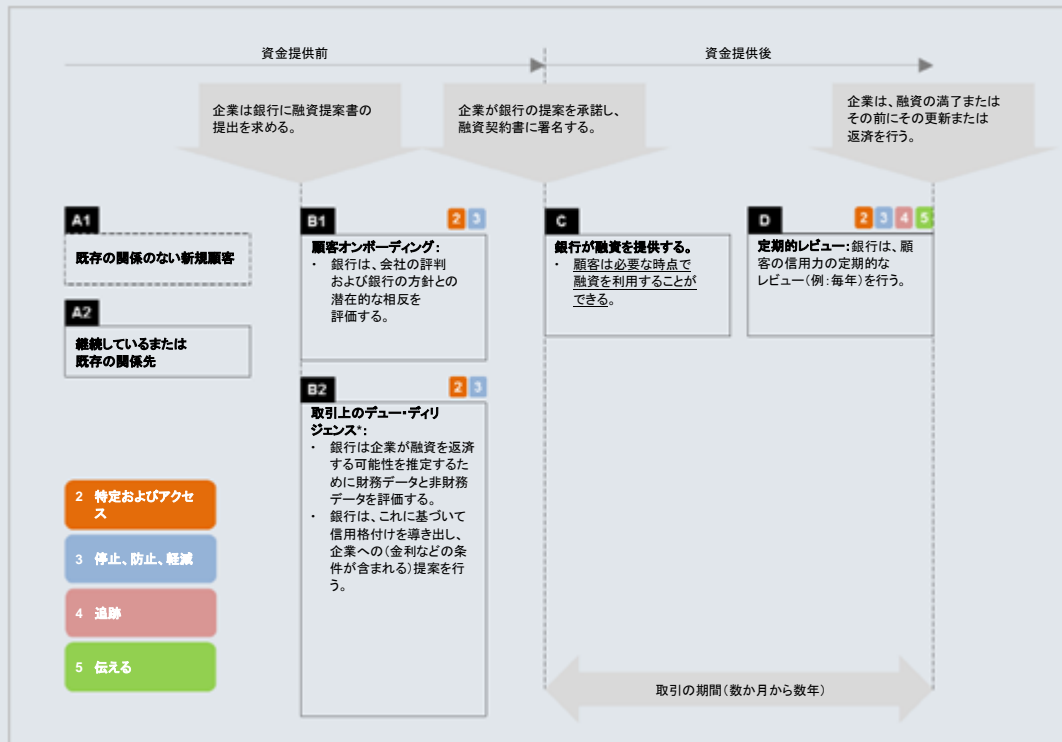 資金提供前
資金提供後
企業は銀行に融資提案書の
提出を求める。
企業が銀行の提案を承諾し、
融資契約書に署名する。
企業は、融資の満了または
その前にその更新または
返済を行う。
A1
既存の関係のない新規顧客
A2
継続しているまたは
既存の関係先
B1
2 3
顧客オンボーディング:
・ 銀行は、会社の評判
および銀行の方針との
潜在的な相反を
評価する。
B2
2 3
取引上のデュー・ディリ
ジェンス*:
・ 銀行は企業が融資を返済
する可能性を推定するた
めに財務データと非財務
データを評価する。
・ 銀行は、これに基づいて
信用格付けを導き出し、
企業への(金利などの条
件が含まれる)提案を行
う。
C
銀行が融資を提供する。
・ 顧客は必要な時点で
融資を利用することが
できる。
D
2 3 4 5
定期的レビュー:銀行は、顧
客の信用力の定期的な
レビュー(例:毎年)を行う。
2 特定およびアクセ
ス
3 停止、防止、軽減
4 追跡
5 伝える
取引の期間(数か月から数年)